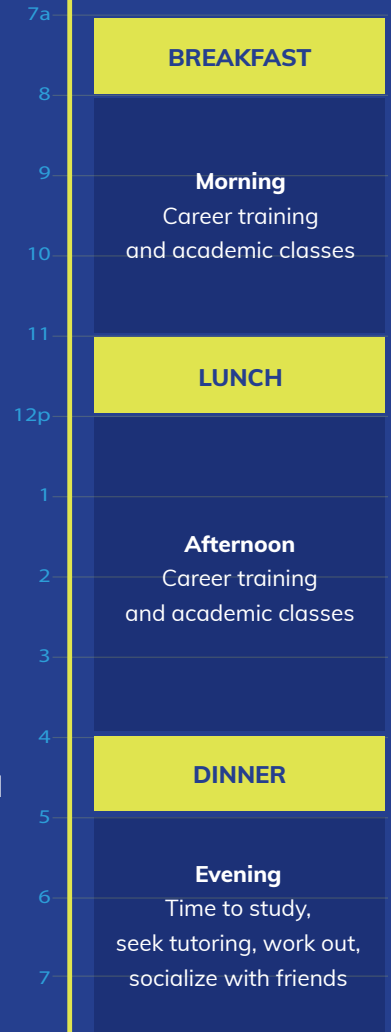 7a
BREAKFAST
8
9
Morning
Career training
10
and academic classes
11
LUNCH
12p
1
Afternoon
2
Career training
and academic classes
3
4
DINNER
5
Evening
6
Time to study,
seek tutoring, work out,
7
socialize with friends